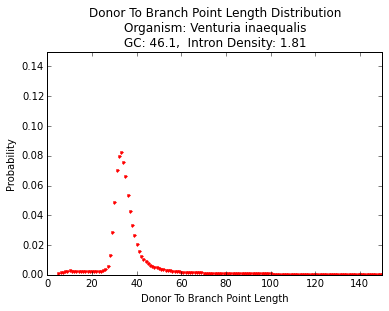 Donor To Branch Point Length Distribution
Organism: Venturia inaequalis
GC: 46.1,  Intron Density: 1.81
0.14
0.12
0.10
0.08
0.06
0.04
0.02
0.00
Probability
0 20 40 60 80 100 120 140
Donor To Branch Point Length